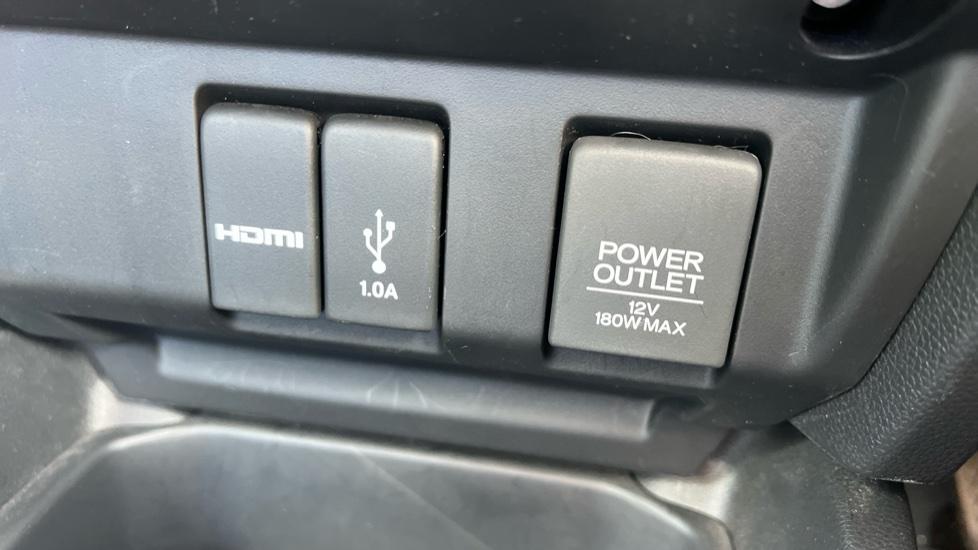 HDMI
1.0A
POWER
OUTLET
12V
180W MAX